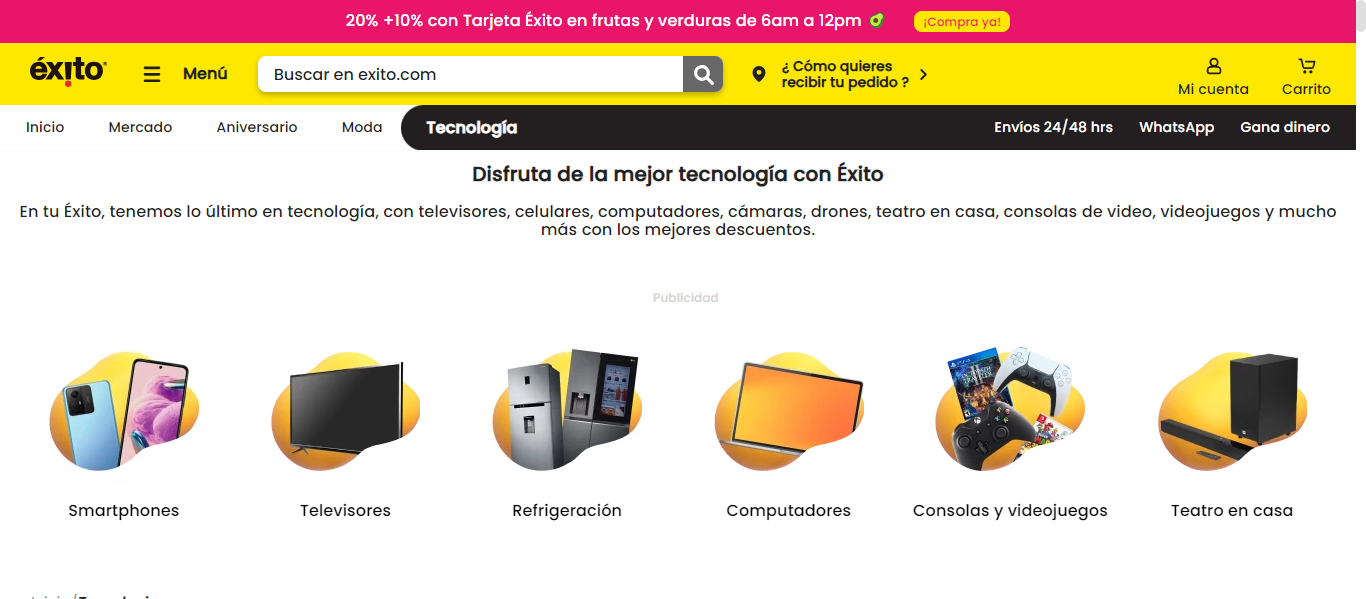 20% +10% con Tarjeta Éxito en frutas y verduras de 6am a 12pm
¡Compra ya!
éxito
Menú
Buscar en exito.com
¿ Cómo quieres
recibir tu pedido ?
Mi cuenta
Carrito
Inicio
Mercado
Aniversario
Moda
Tecnología
Envíos 24/48 hrs
WhatsApp
Gana dinero
Disfruta de la mejor tecnología con Éxito
En tu Éxito, tenemos lo último en tecnología, con televisores, celulares, computadores, cámaras, drones, teatro en casa, consolas de video, videojuegos y mucho
más con los mejores descuentos.
Publicidad
Smartphones
Televisores
Refrigeración
Computadores
Consolas y videojuegos
Teatro en casa